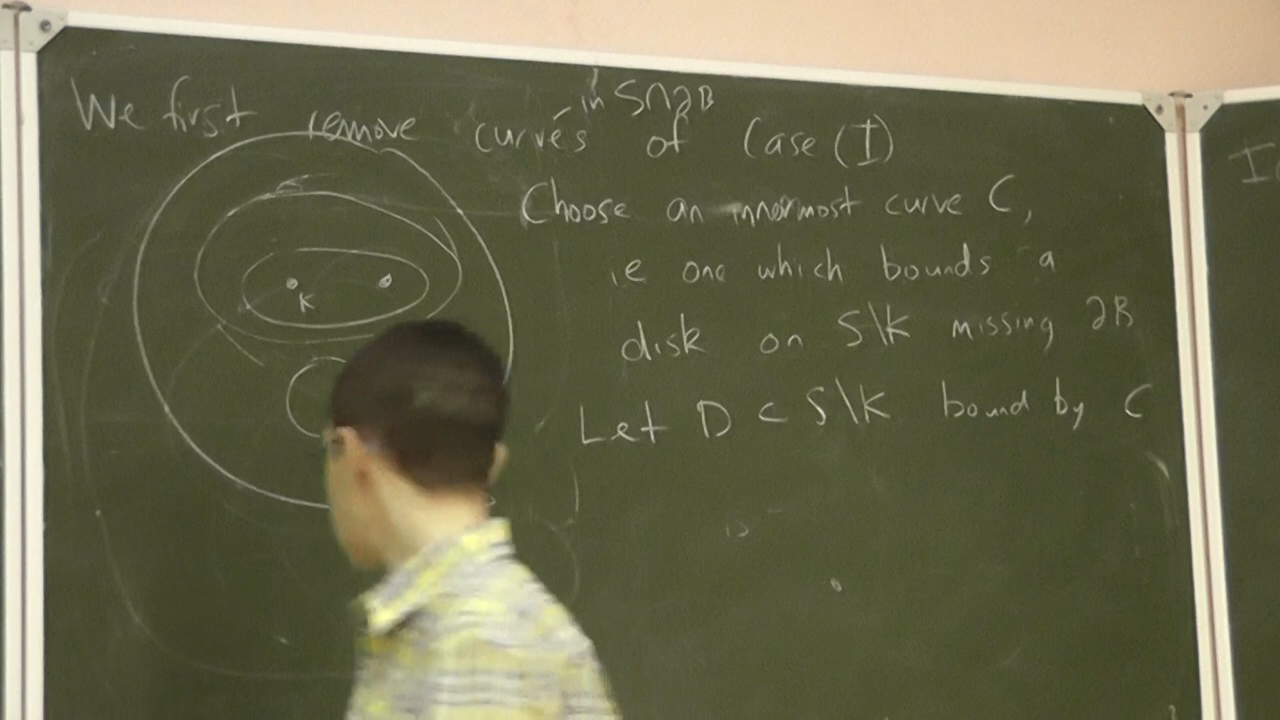 in S∩∂B
We first remove curves of Case (I)
Choose an innermost curve C,
ie one which bounds a
disk on S\K missing ∂B
Let D ⊂ S\K bound by C
K